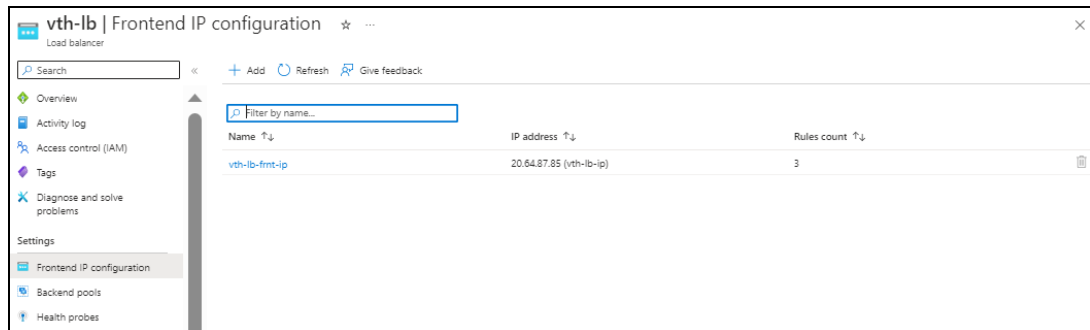 vth-lb | Frontend IP configuration
Load balancer
Search
Add Refresh Give feedback
Overview
Activity log
Access control (IAM)
Tags
Diagnose and solve
problems
Settings
Frontend IP configuration
Backend pools
Health probes
Filter by name...
Name IP address Rules count
vth-lb-frnt-ip 20.64.87.85 (vth-lb-ip) 3